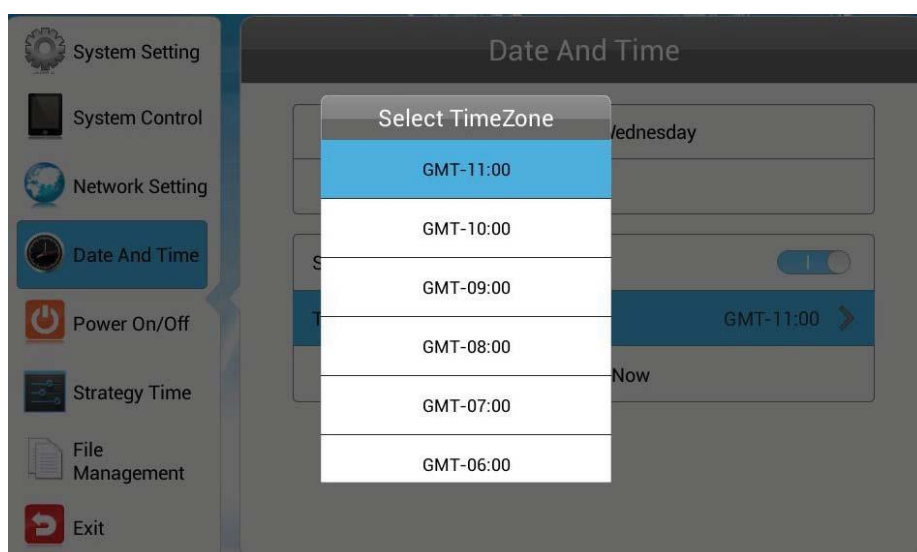 System Setting
System Control
Network Setting
Date And Time
Power On/Off
Strategy Time
File
Management
Exit
Date And Time
Select TimeZone
GMT-11:00
GMT-10:00
GMT-09:00
GMT-08:00
GMT-07:00
GMT-06:00
GMT-11:00
Now